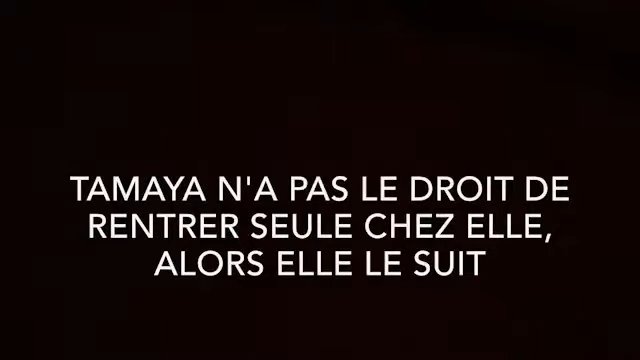 TAMAYA N'A PAS LE DROIT DE
RENTRER SEULE CHEZ ELLE,
ALORS ELLE LE SUIT